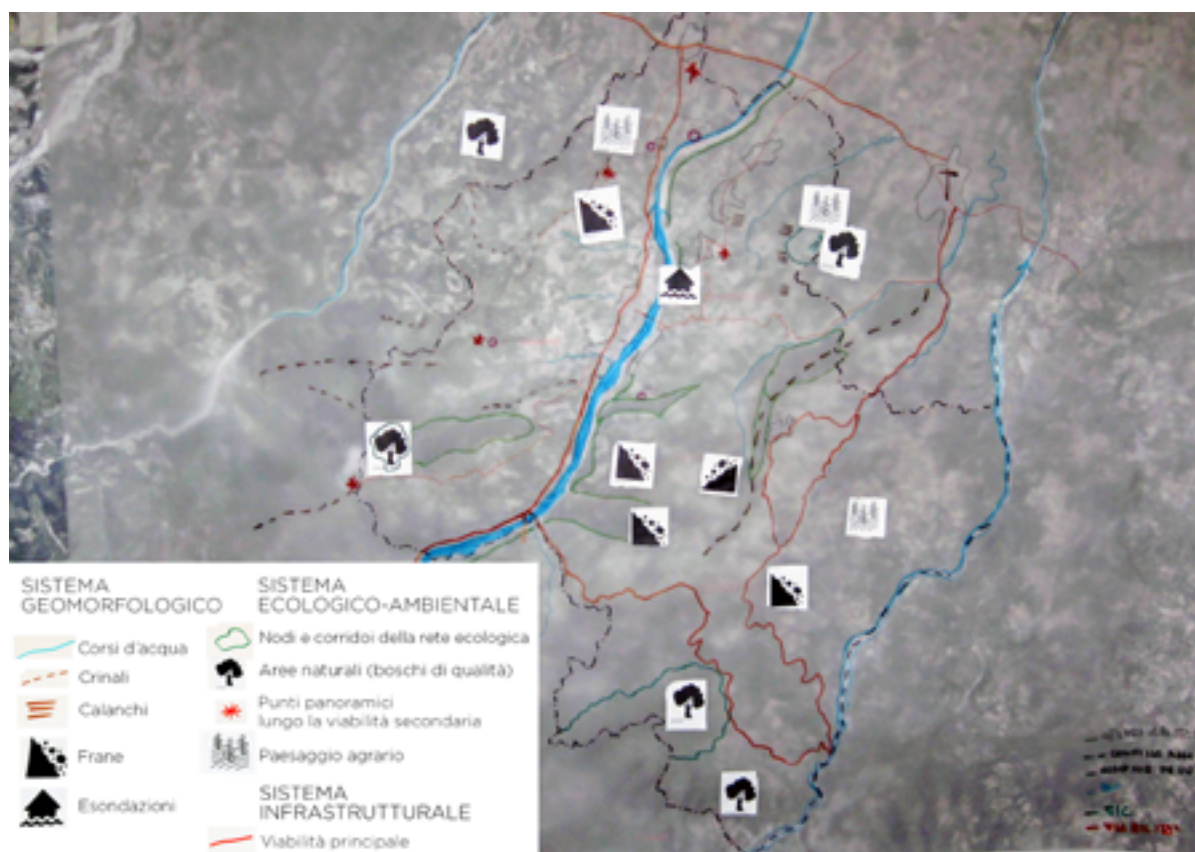 SISTEMA
GEOMORFOLOGICO
Corsi d'acqua
Crinali
Calanchi
Frane
Esondazioni
SISTEMA
ECOLOGICO-AMBIENTALE
Nodi e corridoi della rete ecologica
Aree naturali (boschi di qualità)
Punti panoramici
lungo la viabilità secondaria
Paesaggio agrario
SISTEMA
INFRASTRUTTURALE
Viabilità principale
SIC